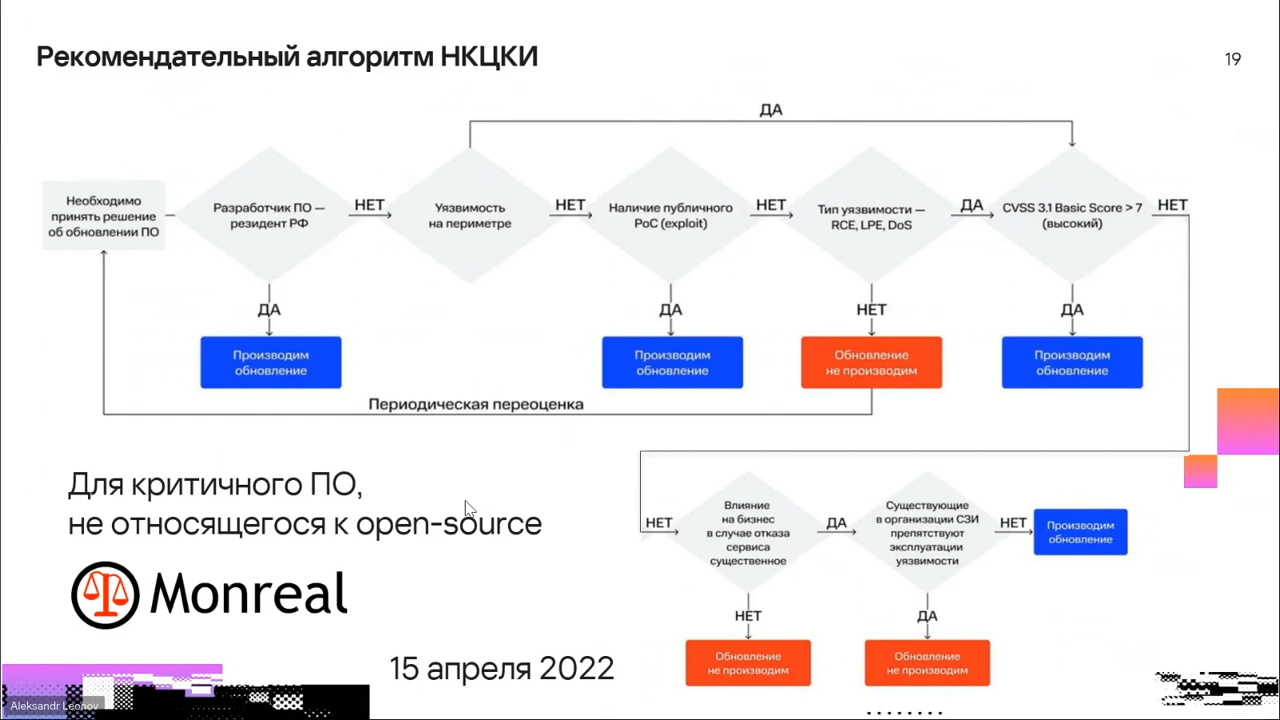 Рекомендательный алгоритм НКЦКИ
19
ДА
Необходимо
принять решение
об обновлении ПО
Разработчик ПО —
резидент РФ
НЕТ
Уязвимость
на периметре
НЕТ
Наличие публичного
PoC (exploit)
НЕТ
Тип уязвимости —
RCE, LPE, DoS
ДА
CVSS 3.1 Basic Score > 7
(высокий)
НЕТ
ДА
ДА
НЕТ
ДА
Производим
обновление
Производим
обновление
Обновление
не производим
Производим
обновление
Периодическая переоценка
Для критичного ПО,
не относящегося к open-source
Monreal
15 апреля 2022
НЕТ
Влияние
на бизнес
в случае отказа
сервиса
существенное
ДА
Существующие
в организации СЗИ
препятствуют
эксплуатации
уязвимости
НЕТ
Производим
обновление
НЕТ
ДА
Обновление
не производим
Обновление
не производим
Aleksandr Leonov